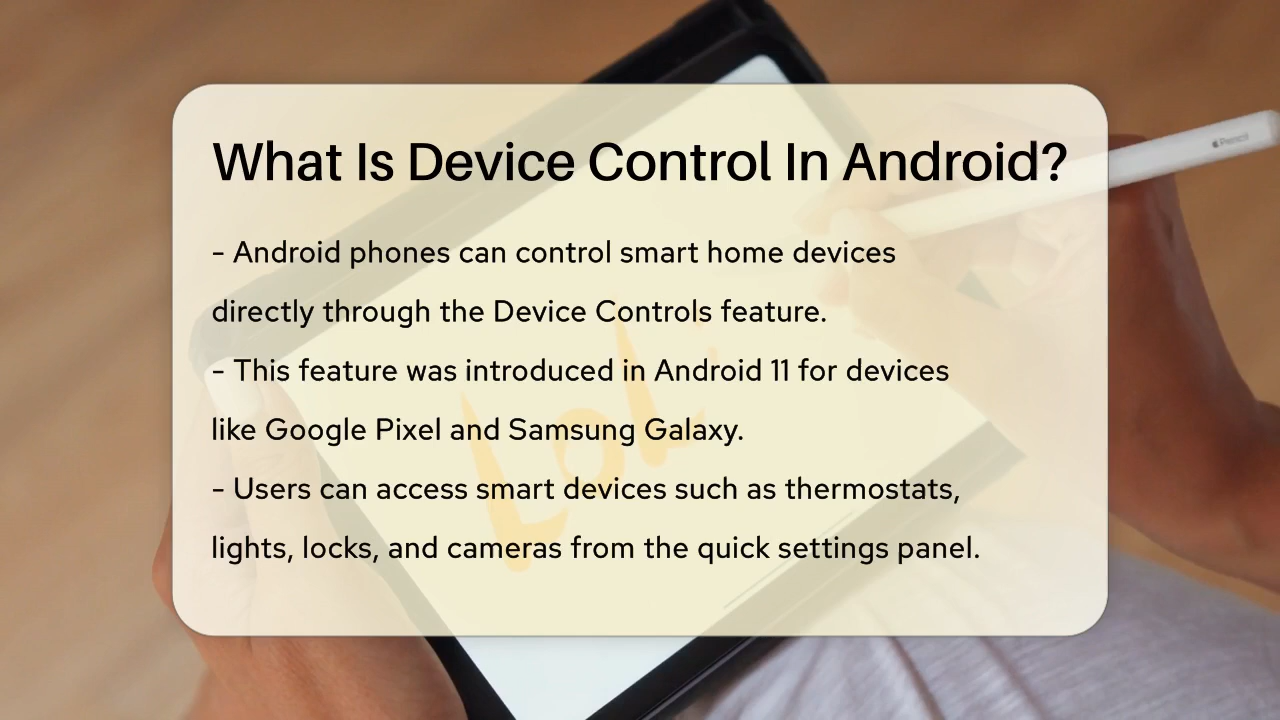 What Is Device Control In Android?
- Android phones can control smart home devices
directly through the Device Controls feature.
- This feature was introduced in Android 11 for devices
like Google Pixel and Samsung Galaxy.
- Users can access smart devices such as thermostats,
lights, locks, and cameras from the quick settings panel.
Pencil
LOL